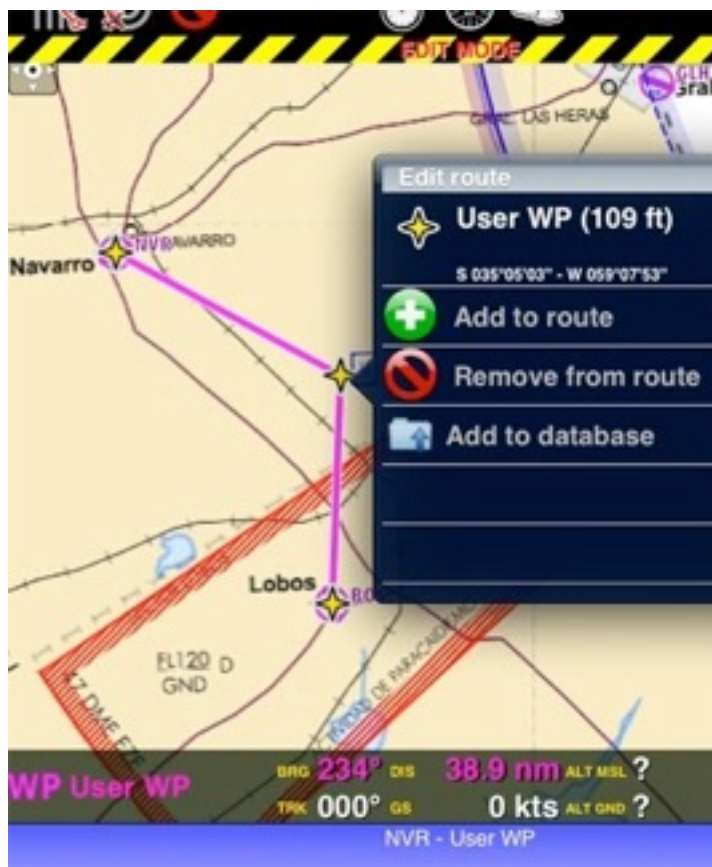 EDIT MODE
GRAL. LAS HERAS
Edit route
User WP (109 ft)
S 035°05'03" - W 059°07'53"
Add to route
Remove from route
Add to database
NVR
NAVARRO
Navarro
Lobos
FL120 D
GND
WP User WP
BRG 234° DIS 38.9 nm ALT MSL ?
TRK 000° GS 0 kts ALT GND ?
NVR - User WP